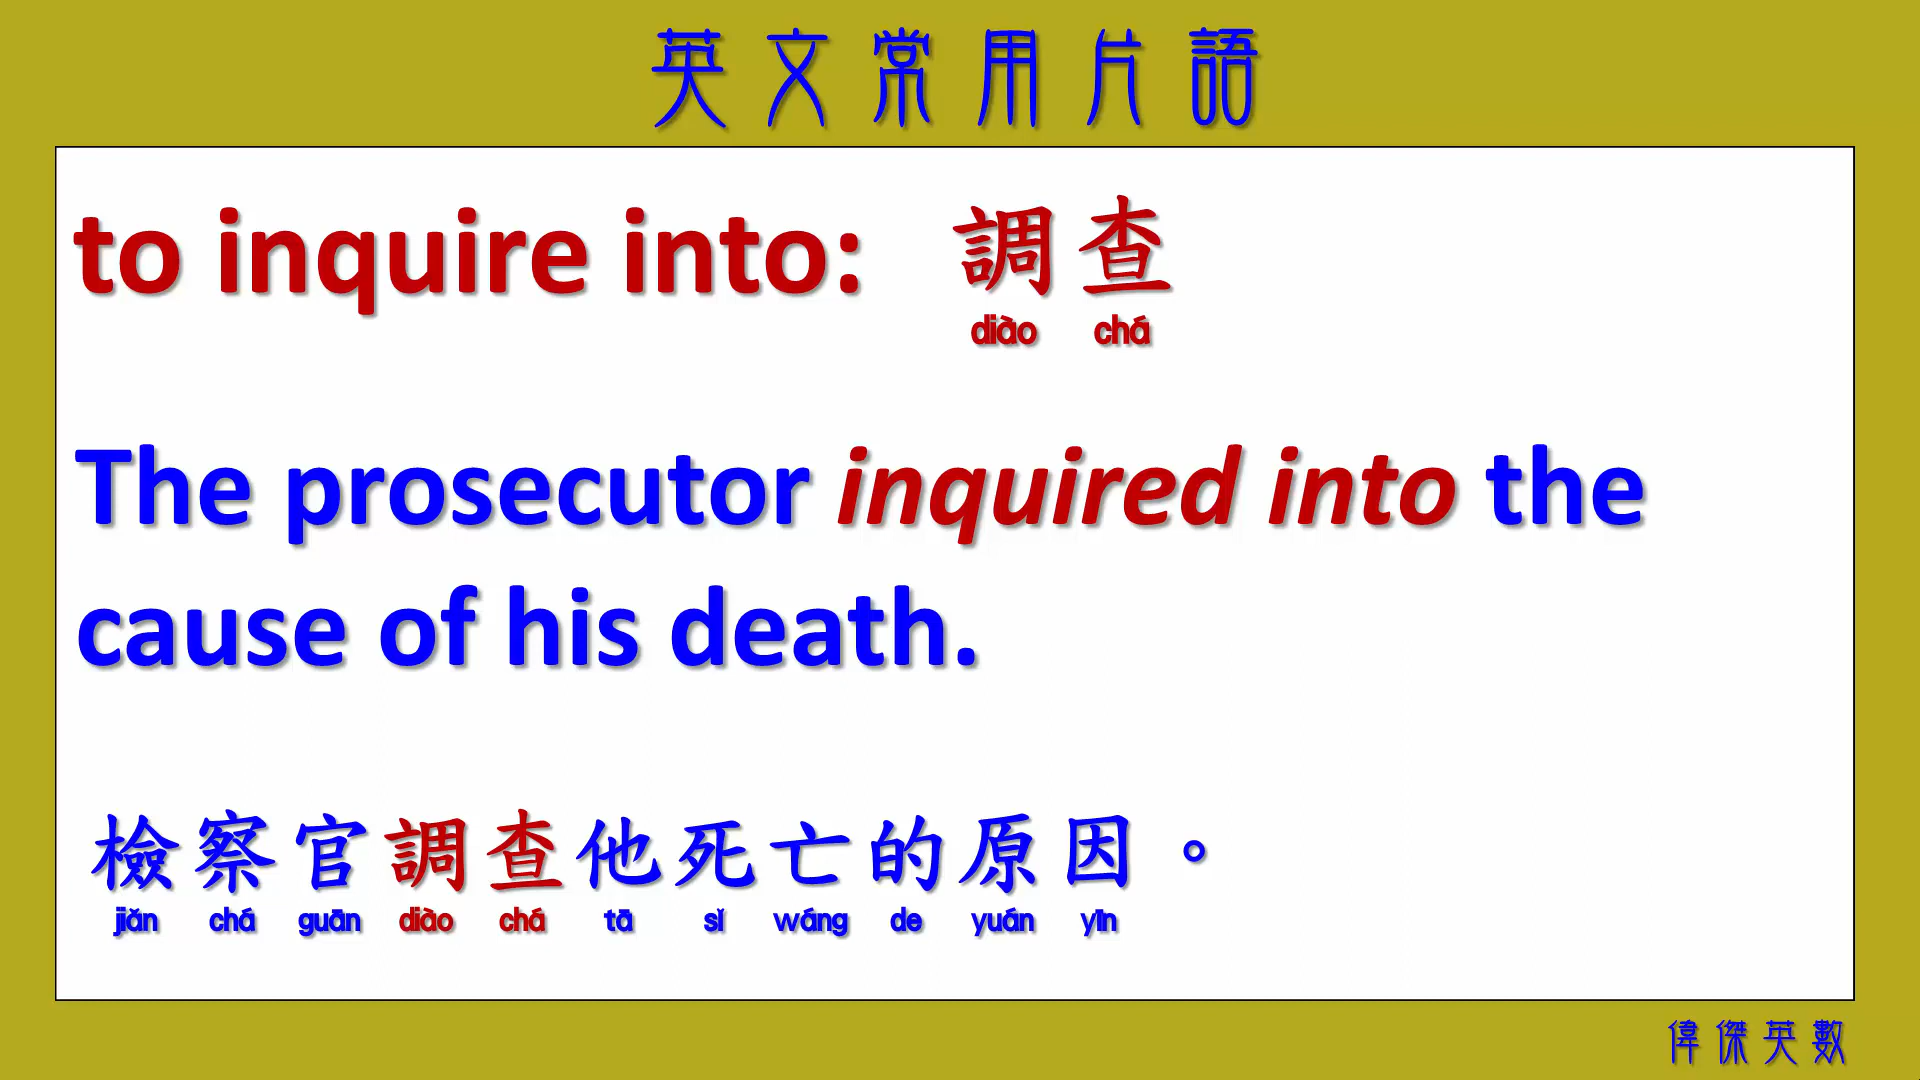 英文常用片語
to inquire into: 調查
diào chá
The prosecutor inquired into the
cause of his death.
檢察官調查他死亡的原因。
jiǎn chá guān diào chá tā sǐ wáng de yuán yīn
偉傑英數